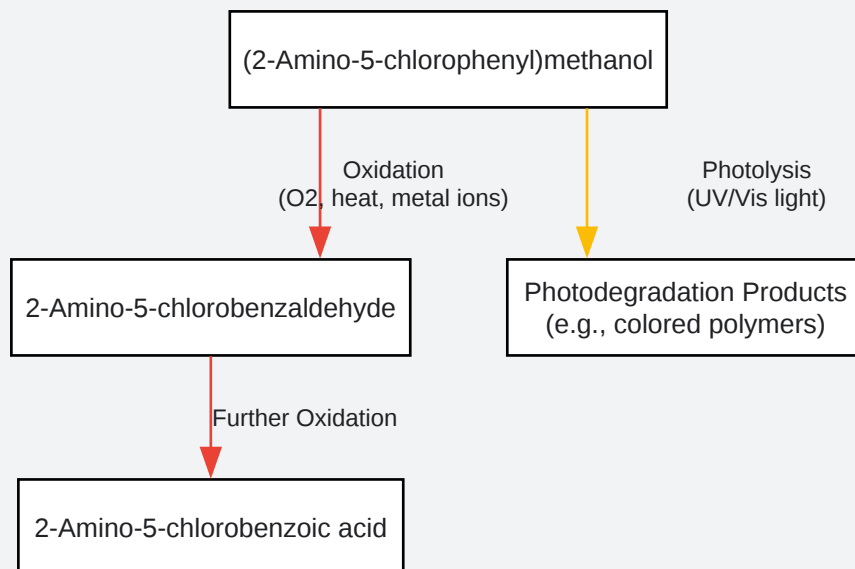 (2-Amino-5-chlorophenyl)methanol
Oxidation
(O2, heat, metal ions)
Photolysis
(UV/Vis light)
2-Amino-5-chlorobenzaldehyde
Photodegradation Products
(e.g., colored polymers)
Further Oxidation
2-Amino-5-chlorobenzoic acid